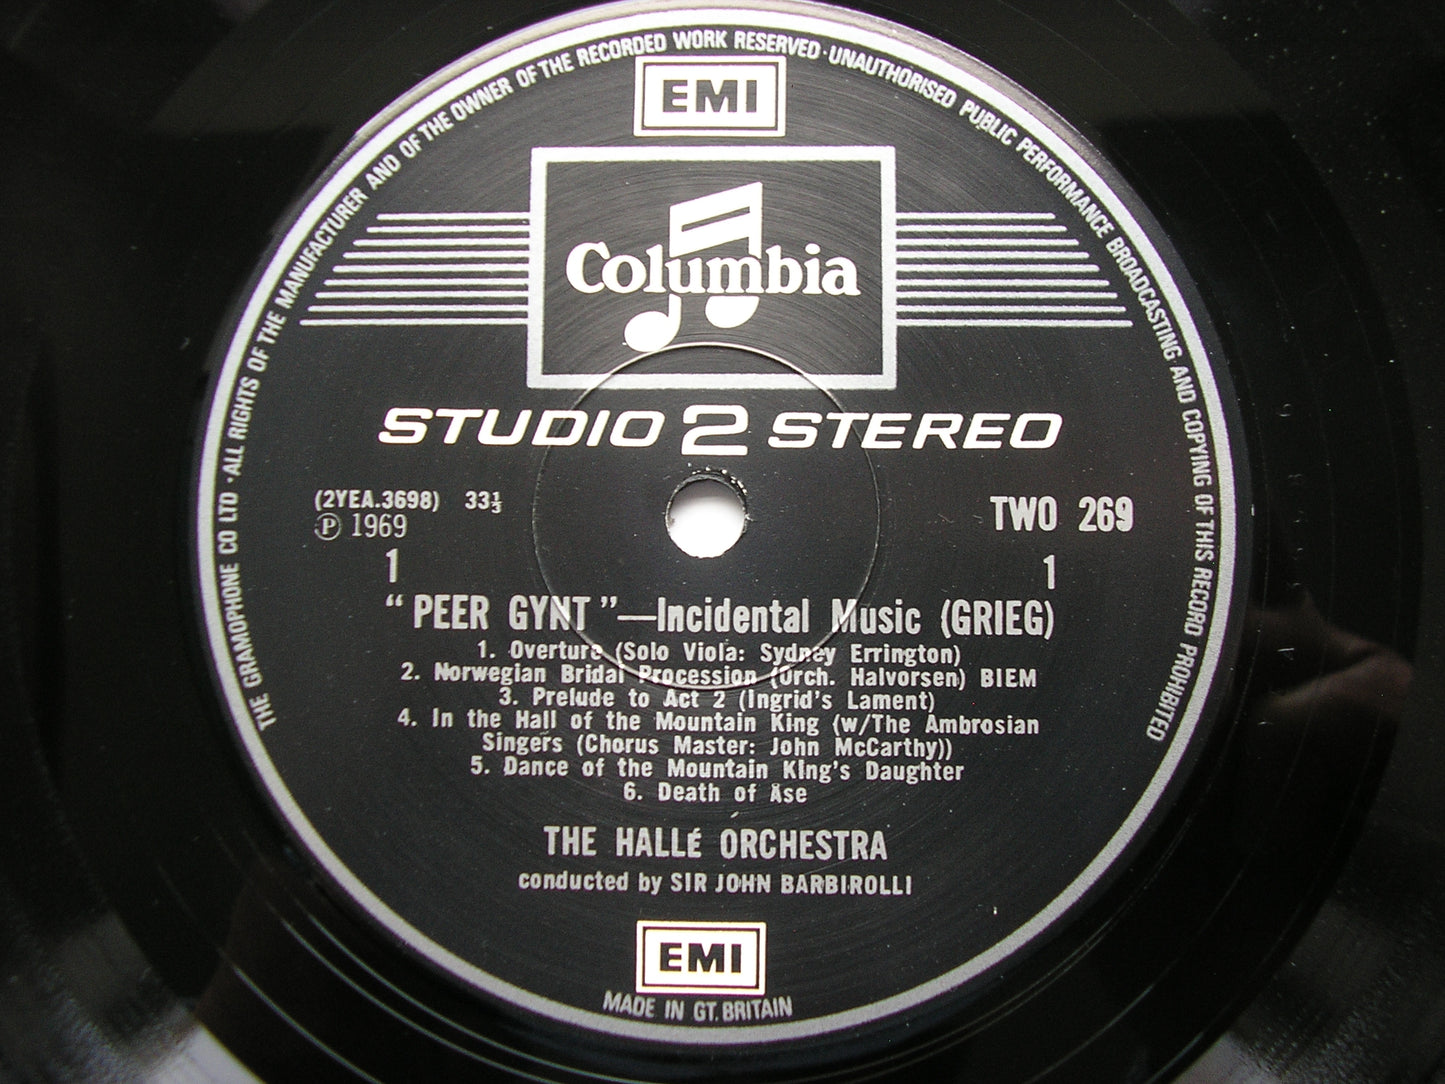 THE GRAMOPHONE CO LTD · ALL RIGHTS OF THE MANUFACTURER AND OF THE OWNER OF THE RECORDED WORK RESERVED · UNAUTHORISED PUBLIC PERFORMANCE BROADCASTING AND COPYING OF THIS RECORD PROHIBITED
EMI
Columbia
STUDIO 2 STEREO
(2YEA.3698) 33⅓
℗ 1969
TWO 269
1 1
“PEER GYNT”—Incidental Music (GRIEG)
1. Overture (Solo Viola: Sydney Errington)
2. Norwegian Bridal Procession (Orch. Halvorsen) BIEM
3. Prelude to Act 2 (Ingrid's Lament)
4. In the Hall of the Mountain King (w/The Ambrosian
Singers (Chorus Master: John McCarthy))
5. Dance of the Mountain KIng's Daughter
6. Death of Åse
THE HALLÉ ORCHESTRA
conducted by SIR JOHN BARBIROLLI
EMI
MADE IN GT. BRITAIN